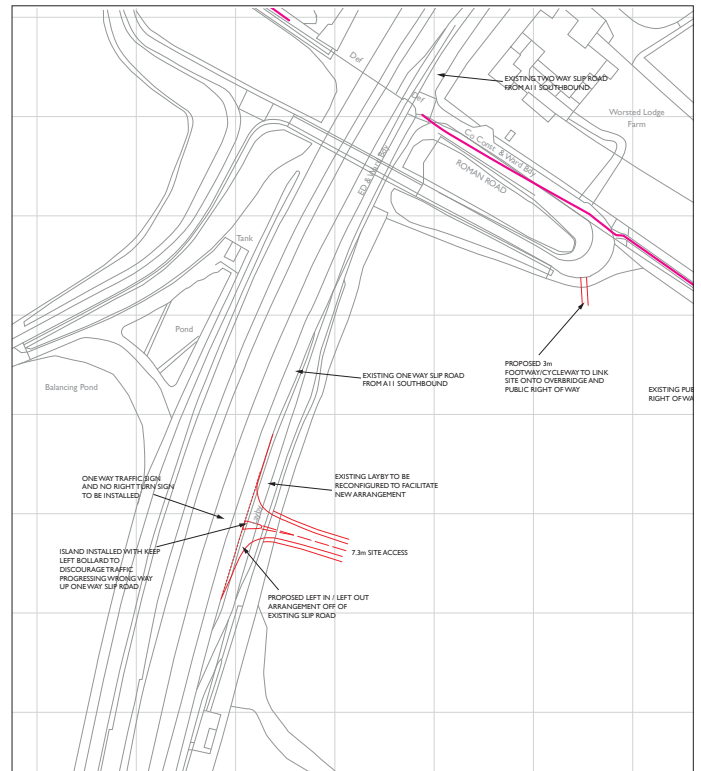 Def
EXISTING TWO WAY SLIP ROAD
FROM A11 SOUTHBOUND
Def
Worsted Lodge
Farm
Co Const & Ward Bdy
ED & Ward Bdy
ROMAN ROAD
Tank
Pond
Balancing Pond
EXISTING ONE WAY SLIP ROAD
FROM A11 SOUTHBOUND
PROPOSED 3m
FOOTWAY/CYCLEWAY TO LINK
SITE ONTO OVERBRIDGE AND
PUBLIC RIGHT OF WAY
EXISTING PUB
RIGHT OF WA
ONE WAY TRAFFIC SIGN
AND NO RIGHT TURN SIGN
TO BE INSTALLED
EXISTING LAYBY TO BE
RECONFIGURED TO FACILITATE
NEW ARRANGEMENT
Layby
ISLAND INSTALLED WITH KEEP
LEFT BOLLARD TO
DISCOURAGE TRAFFIC
PROGRESSING WRONG WAY
UP ONE WAY SLIP ROAD
7.3m SITE ACCESS
PROPOSED LEFT IN / LEFT OUT
ARRANGEMENT OFF OF
EXISTING SLIP ROAD